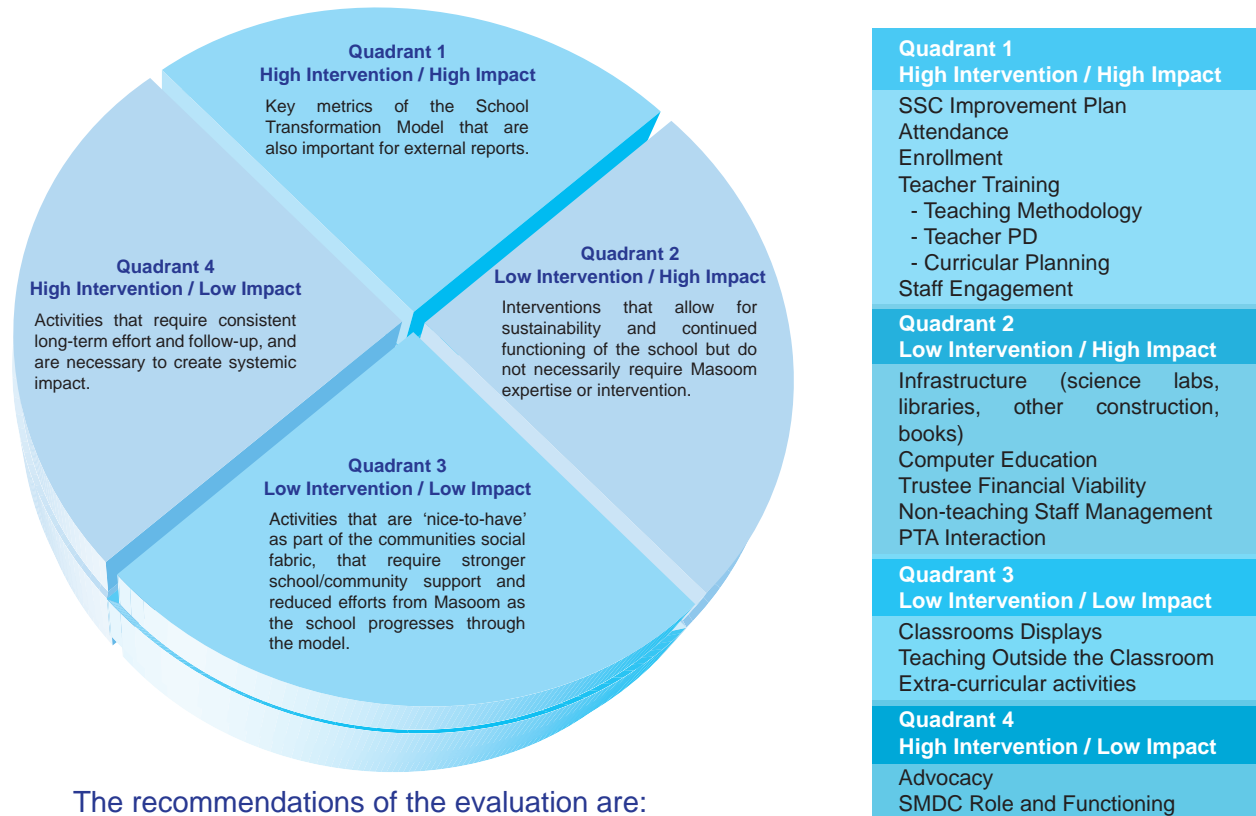 Quadrant 1
High Intervention / High Impact
Key metrics of the School
Transformation Model that are
also important for external reports.
Quadrant 2
Low Intervention / High Impact
Interventions that allow for
sustainability and continued
functioning of the school but do
not necessarily require Masoom
expertise or intervention.
Quadrant 4
High Intervention / Low Impact
Activities that require consistent
long-term effort and follow-up, and
are necessary to create systemic
impact.
Quadrant 3
Low Intervention / Low Impact
Activities that are ‘nice-to-have’
as part of the communities social
fabric, that require stronger
school/community support and
reduced efforts from Masoom as
the school progresses through
the model.
The recommendations of the evaluation are:
Quadrant 1
High Intervention / High Impact
SSC Improvement Plan
Attendance
Enrollment
Teacher Training
- Teaching Methodology
- Teacher PD
- Curricular Planning
Staff Engagement
Quadrant 2
Low Intervention / High Impact
Infrastructure (science labs,
libraries, other construction,
books)
Computer Education
Trustee Financial Viability
Non-teaching Staff Management
PTA Interaction
Quadrant 3
Low Intervention / Low Impact
Classrooms Displays
Teaching Outside the Classroom
Extra-curricular activities
Quadrant 4
High Intervention / Low Impact
Advocacy
SMDC Role and Functioning